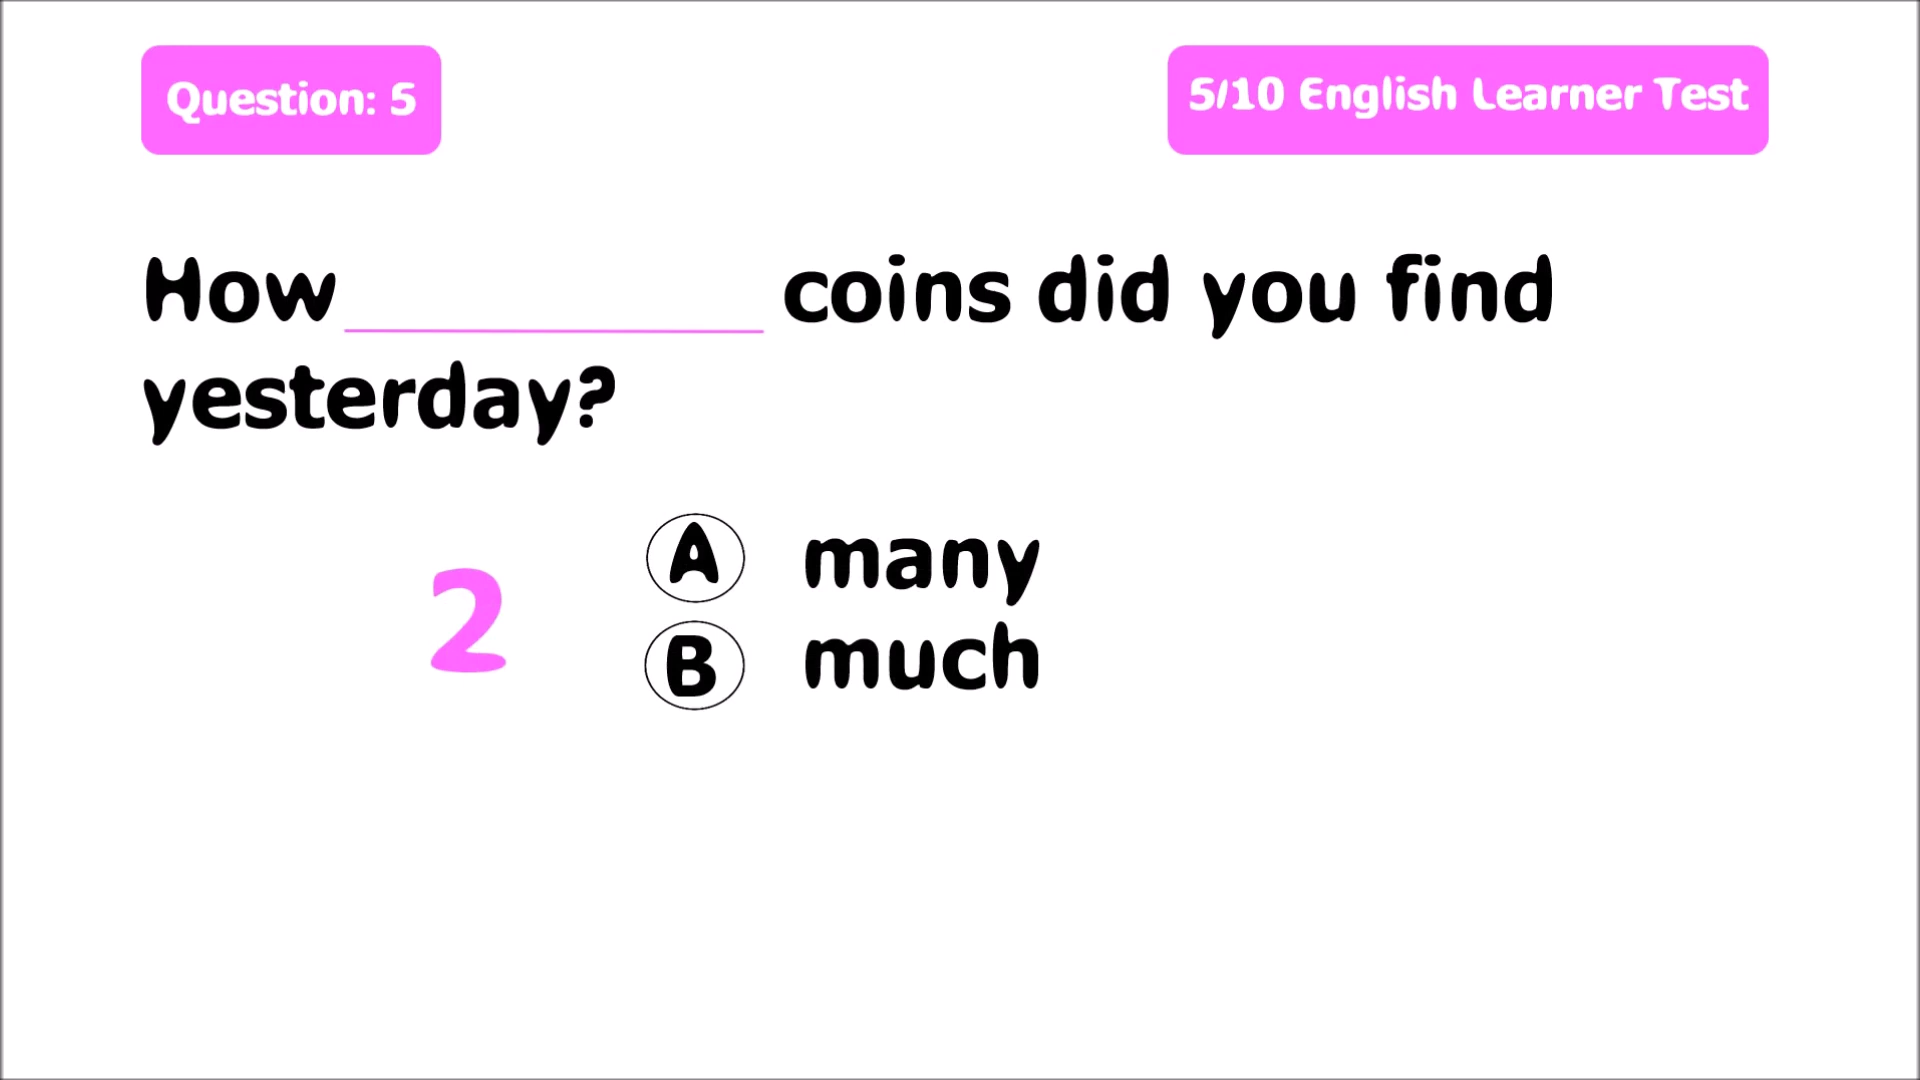 Question: 5
5/10 English Learner Test
How __________ coins did you find
yesterday?
2
A many
B much